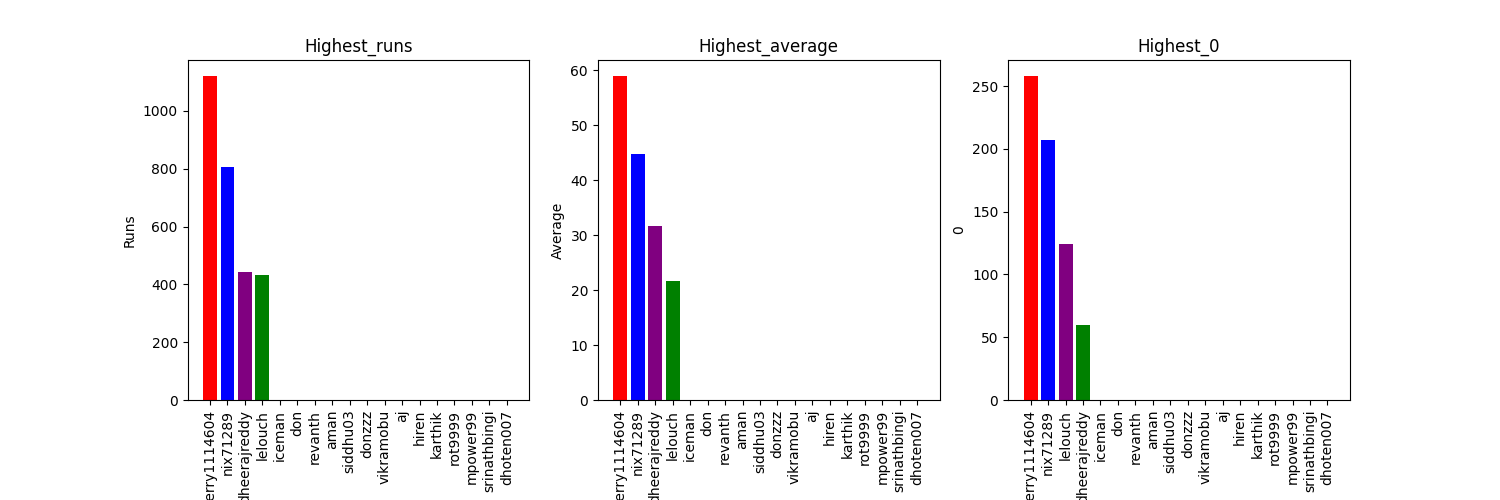 Highest_runs
Runs
1000
800
600
400
200
0
erry1114604
nix71289
dheerajreddy
lelouch
iceman
don
revanth
aman
siddhu03
donzzz
vikramobu
aj
hiren
karthik
rot9999
mpower99
srinathbingi
dhoten007
Highest_average
Average
60
50
40
30
20
10
0
erry1114604
nix71289
dheerajreddy
lelouch
iceman
don
revanth
aman
siddhu03
donzzz
vikramobu
aj
hiren
karthik
rot9999
mpower99
srinathbingi
dhoten007
Highest_0
0
250
200
150
100
50
0
erry1114604
nix71289
lelouch
dheerajreddy
iceman
don
revanth
aman
siddhu03
donzzz
vikramobu
aj
hiren
karthik
rot9999
mpower99
srinathbingi
dhoten007